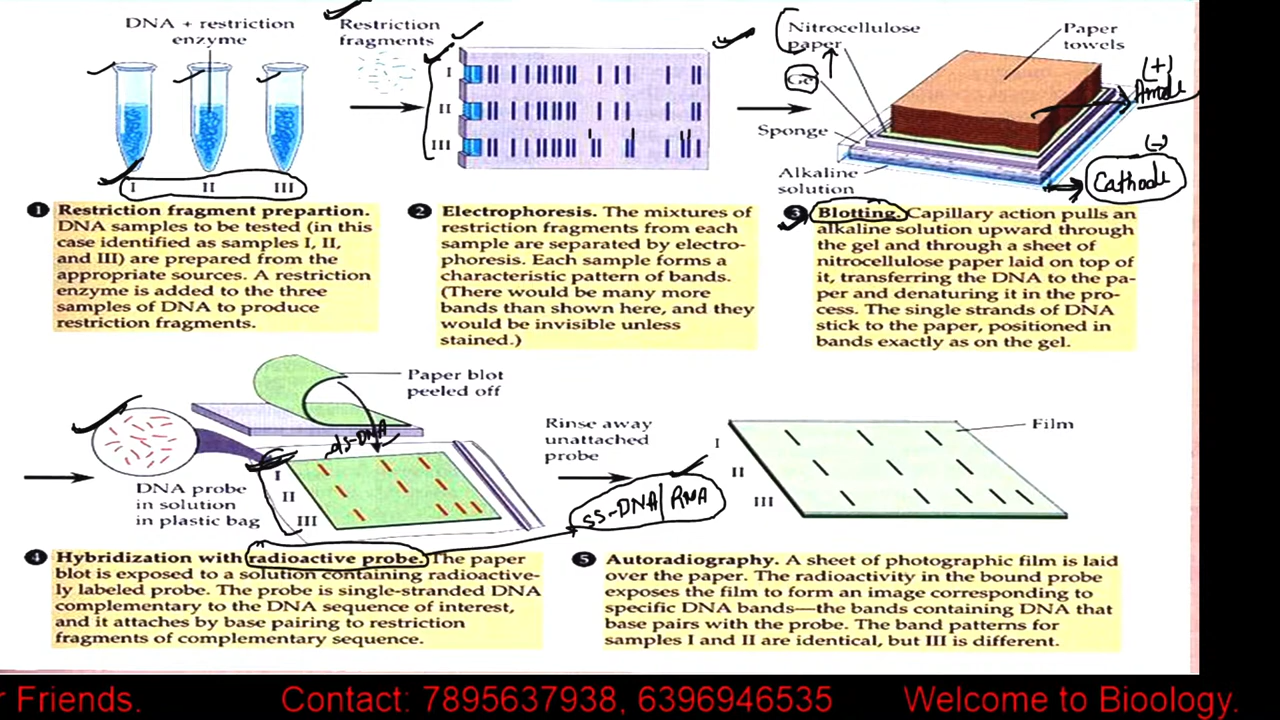 DNA + restriction
enzyme
I II III
Restriction
fragments
I
II
III
Nitrocellulose
paper
Gel
Sponge
Alkaline
solution
Paper
towels
(+)
Anode
(-)
Cathode
1 Restriction fragment prepartion.
DNA samples to be tested (in this
case identified as samples I, II,
and III) are prepared from the
appropriate sources. A restriction
enzyme is added to the three
samples of DNA to produce
restriction fragments.
2 Electrophoresis. The mixtures of
restriction fragments from each
sample are separated by electro-
phoresis. Each sample forms a
characteristic pattern of bands.
(There would be many more
bands than shown here, and they
would be invisible unless
stained.)
3 Blotting. Capillary action pulls an
alkaline solution upward through
the gel and through a sheet of
nitrocellulose paper laid on top of
it, transferring the DNA to the pa-
per and denaturing it in the pro-
cess. The single strands of DNA
stick to the paper, positioned in
bands exactly as on the gel.
Paper blot
peeled off
ds-DNA
DNA probe
in solution
in plastic bag
I
II
III
Rinse away
unattached
probe
ss-DNA/RNA
I
II
III
Film
4 Hybridization with radioactive probe. The paper
blot is exposed to a solution containing radioactive-
ly labeled probe. The probe is single-stranded DNA
complementary to the DNA sequence of interest,
and it attaches by base pairing to restriction
fragments of complementary sequence.
5 Autoradiography. A sheet of photographic film is laid
over the paper. The radioactivity in the bound probe
exposes the film to form an image corresponding to
specific DNA bands—the bands containing DNA that
base pairs with the probe. The band patterns for
samples I and II are identical, but III is different.
r Friends. Contact: 7895637938, 6396946535 Welcome to Bioology.